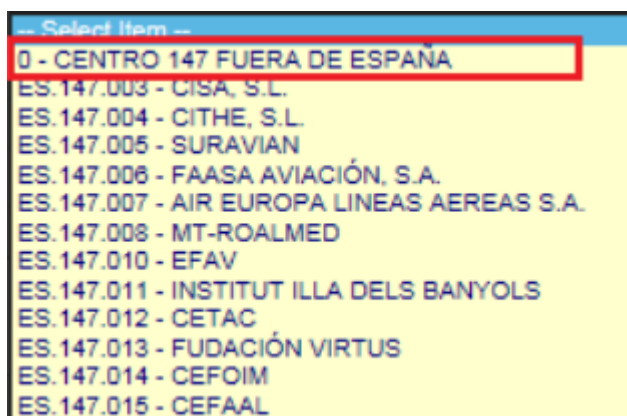 -- Select Item --
0 - CENTRO 147 FUERA DE ESPAÑA
ES.147.003 - CISA, S.L.
ES.147.004 - CITHE, S.L.
ES.147.005 - SURAVIAN
ES.147.006 - FAASA AVIACIÓN, S.A.
ES.147.007 - AIR EUROPA LINEAS AEREAS S.A.
ES.147.008 - MT-ROALMED
ES.147.010 - EFAV
ES.147.011 - INSTITUT ILLA DELS BANYOLS
ES.147.012 - CETAC
ES.147.013 - FUDACIÓN VIRTUS
ES.147.014 - CEFOIM
ES.147.015 - CEFAAL